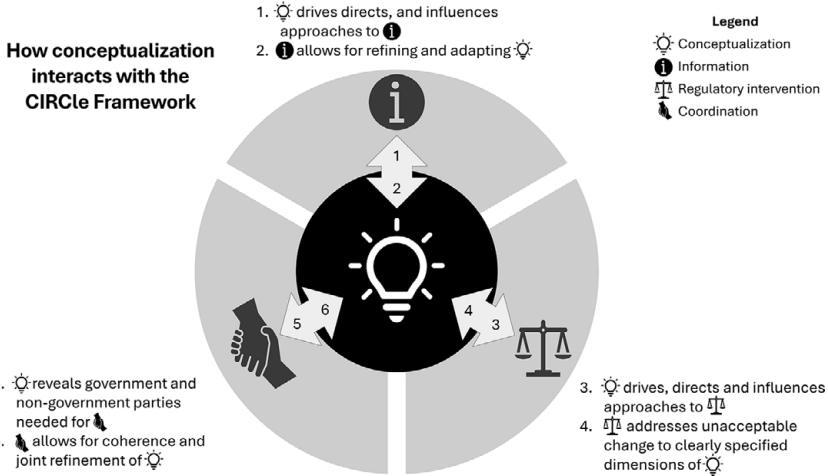 How conceptualization
interacts with the
CIRCle Framework
1. drives directs, and influences
approaches to
2. allows for refining and adapting
Legend
Conceptualization
Information
Regulatory intervention
Coordination
i
1
2
6
5
4
3
. reveals government and
non-government parties
needed for
. allows for coherence and
joint refinement of
3. drives, directs and influences
approaches to
4. addresses unacceptable
change to clearly specified
dimensions of